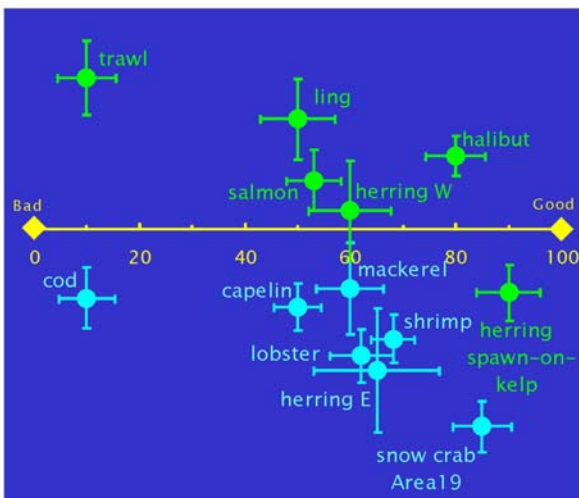 trawl
ling
halibut
salmon
herring W
Bad
Good
0
20
40
60
80
100
cod
capelin
mackerel
shrimp
herring
spawn-on-
kelp
lobster
herring E
snow crab
Area19